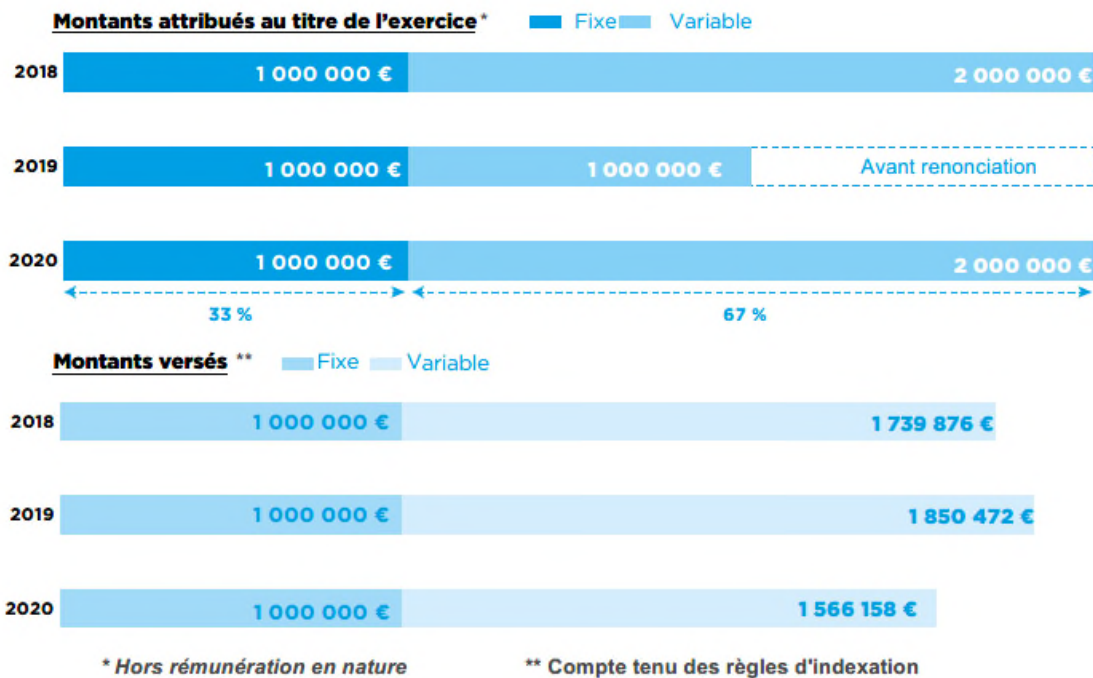 Montants attribués au titre de l'exercice * Fixe Variable
2018 1 000 000 € 2 000 000 €
2019 1 000 000 € 1 000 000 € Avant renonciation
2020 1 000 000 € 2 000 000 €
33 % 67 %
Montants versés ** Fixe Variable
2018 1 000 000 € 1 739 876 €
2019 1 000 000 € 1 850 472 €
2020 1 000 000 € 1 566 158 €
* Hors rémunération en nature ** Compte tenu des règles d'indexation